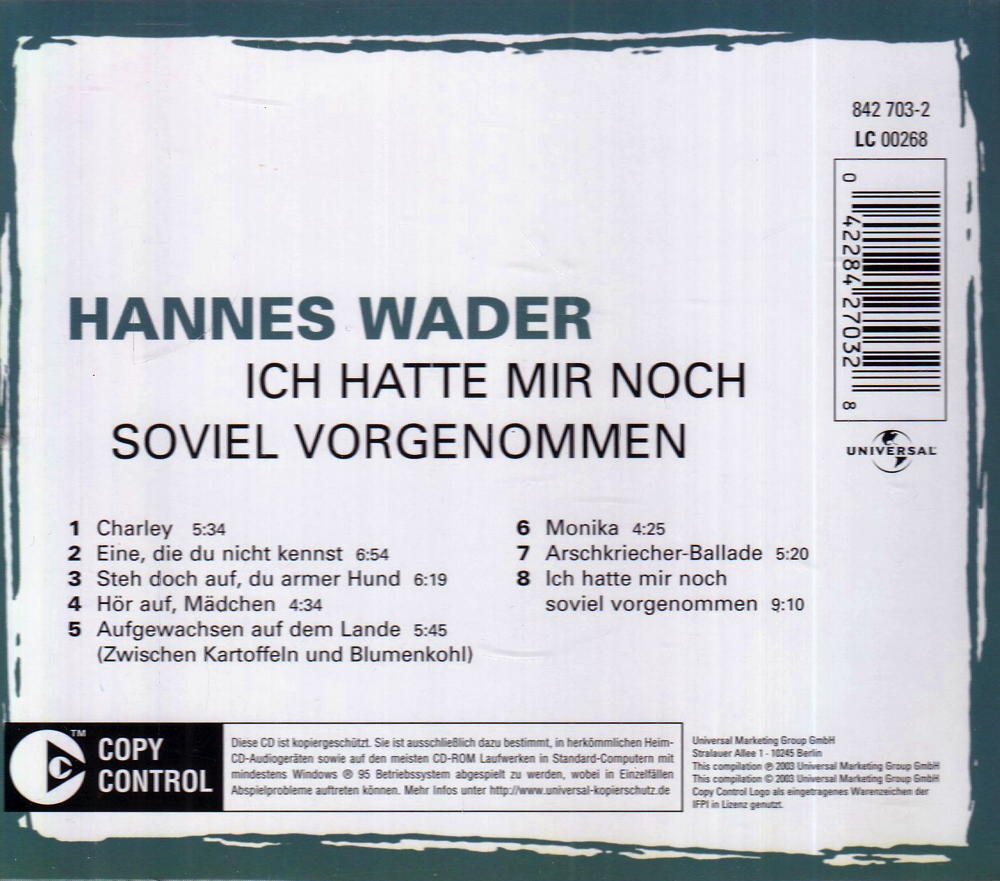 842 703-2
LC 00268
0
42284 27032
8
UNIVERSAL
HANNES WADER
ICH HATTE MIR NOCH
SOVIEL VORGENOMMEN
1 Charley 5:34
2 Eine, die du nicht kennst 6:54
3 Steh doch auf, du armer Hund 6:19
4 Hör auf, Mädchen 4:34
5 Aufgewachsen auf dem Lande 5:45
(Zwischen Kartoffeln und Blumenkohl)
6 Monika 4:25
7 Arschkriecher-Ballade 5:20
8 Ich hatte mir noch
soviel vorgenommen 9:10
TM
COPY
CONTROL
Diese CD ist kopiergeschützt. Sie ist ausschließlich dazu bestimmt, in herkömmlichen Heim-
CD-Audiogeräten sowie auf den meisten CD-ROM Laufwerken in Standard-Computern mit
mindestens Windows ® 95 Betriebssystem abgespielt zu werden, wobei in Einzelfällen
Abspielprobleme auftreten können. Mehr Infos unter http://www.universal-kopierschutz.de
Universal Marketing Group GmbH
Stralauer Allee 1 - 10245 Berlin
This compilation ℗ 2003 Universal Marketing Group GmbH
This compilation © 2003 Universal Marketing Group GmbH
Copy Control Logo als eingetragenes Warenzeichen der
IFPI in Lizenz genutzt.